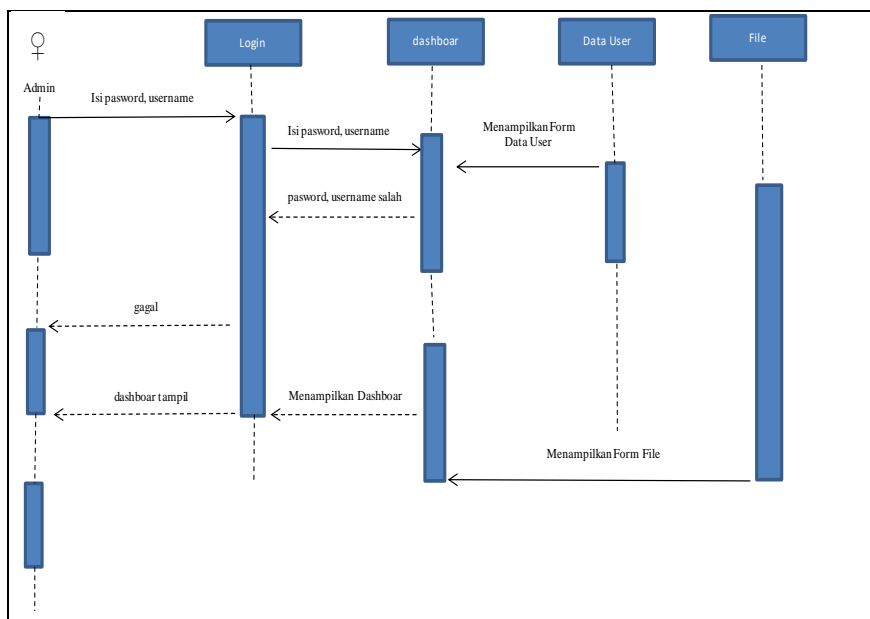 Login
dashboar
Data User
File
Admin
Isi pasword, username
Isi pasword, username
Menampilkan Form
Data User
pasword, username salah
gagal
dashboar tampil
Menampilkan Dashboar
Menampilkan Form File